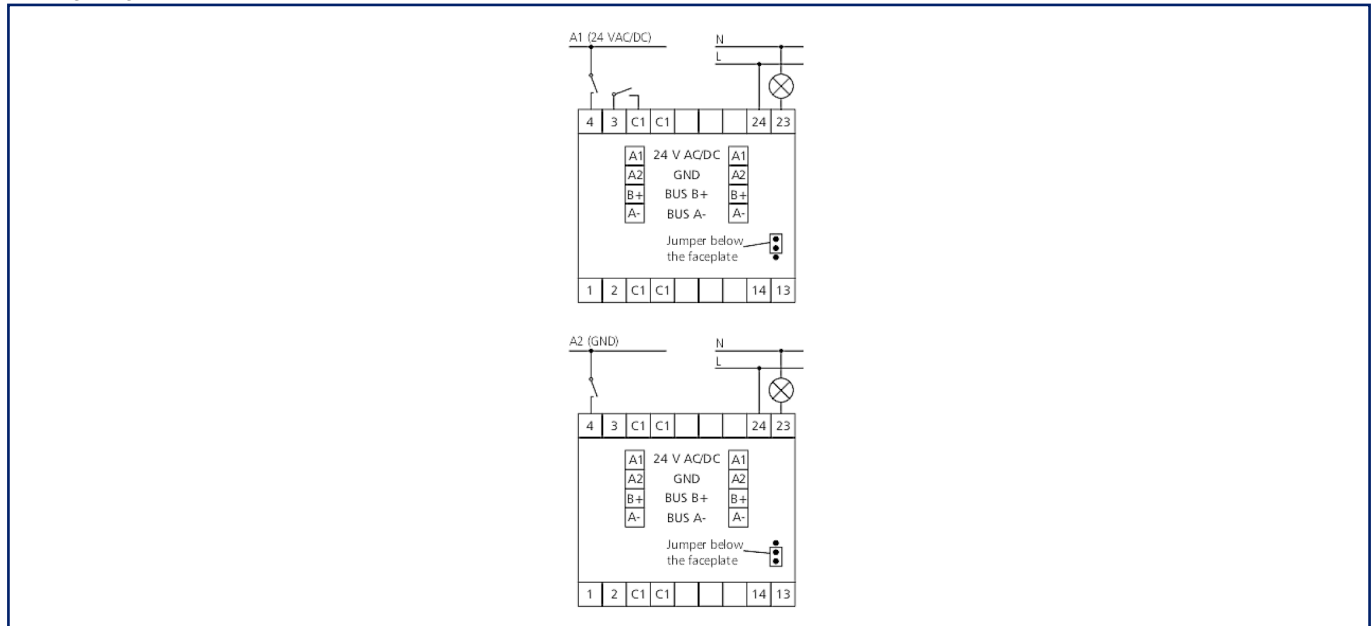 A1 (24 VAC/DC)
N
L
4 3 C1 C1 24 23
A1 24 V AC/DC A1
A2 GND A2
B+ BUS B+ B+
A- BUS A- A-
Jumper below
the faceplate
1 2 C1 C1 14 13
A2 (GND)
N
L
4 3 C1 C1 24 23
A1 24 V AC/DC A1
A2 GND A2
B+ BUS B+ B+
A- BUS A- A-
Jumper below
the faceplate
1 2 C1 C1 14 13